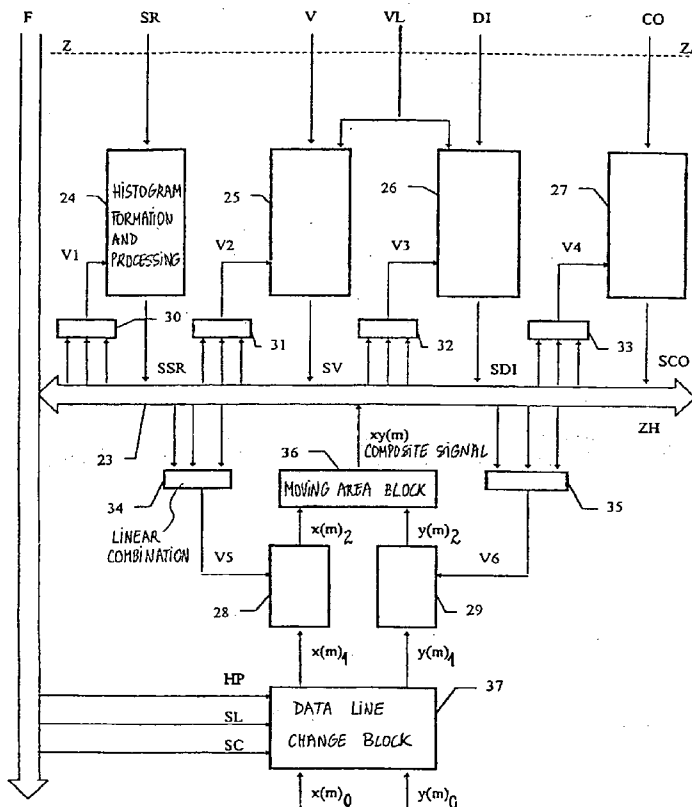 F SR V VL DI CO
Z
24 HISTOGRAM FORMATION AND PROCESSING
25
26
27
V1 V2 V3 V4
30 31 32 33
SSR SV SDI SCO
ZH
23
xy(m)
COMPOSITE SIGNAL
36
MOVING AREA BLOCK
34
35
LINEAR COMBINATION
x(m)2 y(m)2
V5 V6
28 29
x(m)1 y(m)1
HP
37
SL
DATA LINE CHANGE BLOCK
SC
x(m)0 y(m)0